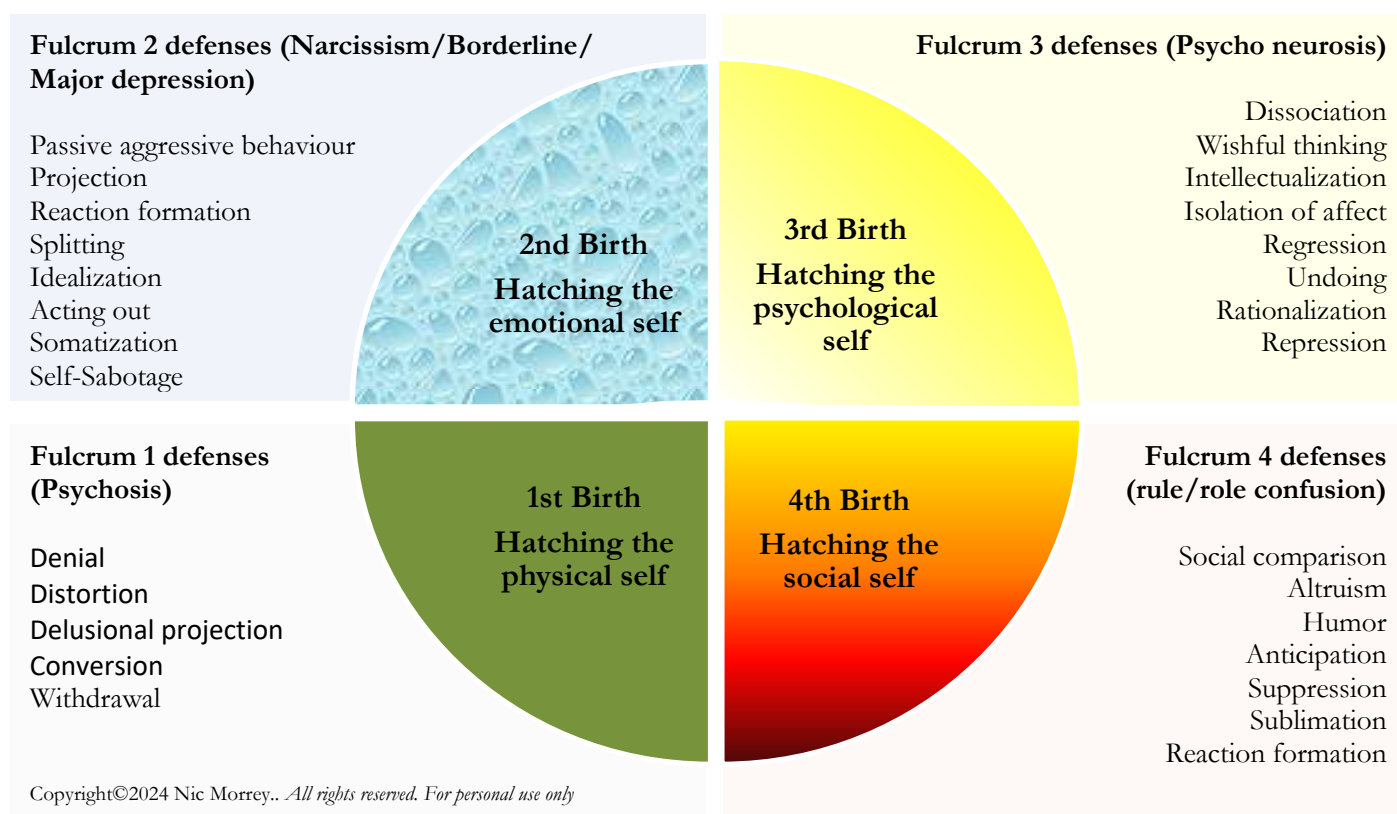 Fulcrum 2 defenses (Narcissism/Borderline/
Major depression)
Passive aggressive behaviour
Projection
Reaction formation
Splitting
Idealization
Acting out
Somatization
Self-Sabotage
2nd Birth
Hatching the
emotional self
Fulcrum 3 defenses (Psycho neurosis)
Dissociation
Wishful thinking
Intellectualization
Isolation of affect
Regression
Undoing
Rationalization
Repression
3rd Birth
Hatching the
psychological
self
Fulcrum 1 defenses
(Psychosis)
Denial
Distortion
Delusional projection
Conversion
Withdrawal
1st Birth
Hatching the
physical self
Fulcrum 4 defenses
(rule/role confusion)
Social comparison
Altruism
Humor
Anticipation
Suppression
Sublimation
Reaction formation
4th Birth
Hatching the
social self
Copyright©2024 Nic Morrey.. All rights reserved. For personal use only